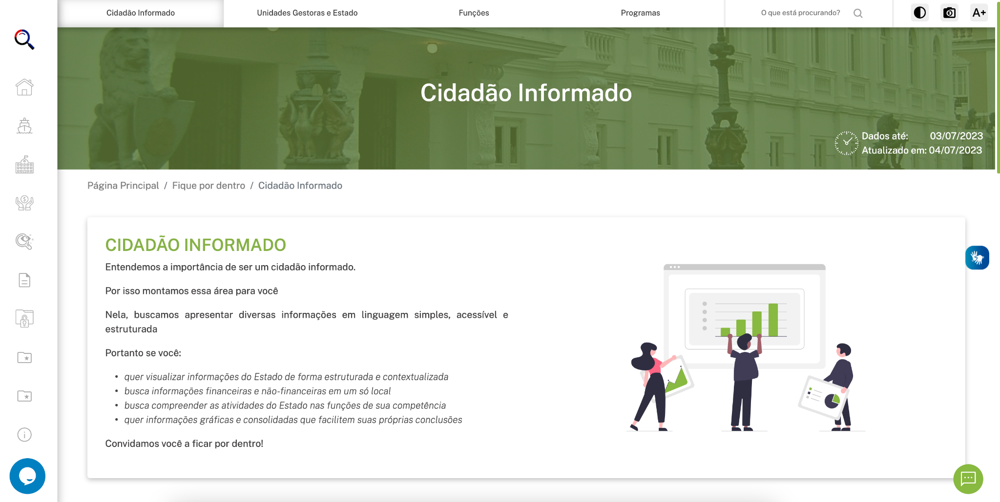 Cidadão Informado
Unidades Gestoras e Estado
Funções
Programas
O que está procurando?
A+
Cidadão Informado
Dados até: 03/07/2023
Atualizado em: 04/07/2023
Página Principal / Fique por dentro / Cidadão Informado
CIDADÃO INFORMADO
Entendemos a importância de ser um cidadão informado.
Por isso montamos essa área para você
Nela, buscamos apresentar diversas informações em linguagem simples, acessível e
estruturada
Portanto se você:
• quer visualizar informações do Estado de forma estruturada e contextualizada
• busca informações financeiras e não-financeiras em um só local
• busca compreender as atividades do Estado nas funções de sua competência
• quer informações gráficas e consolidadas que facilitem suas próprias conclusões
Convidamos você a ficar por dentro!